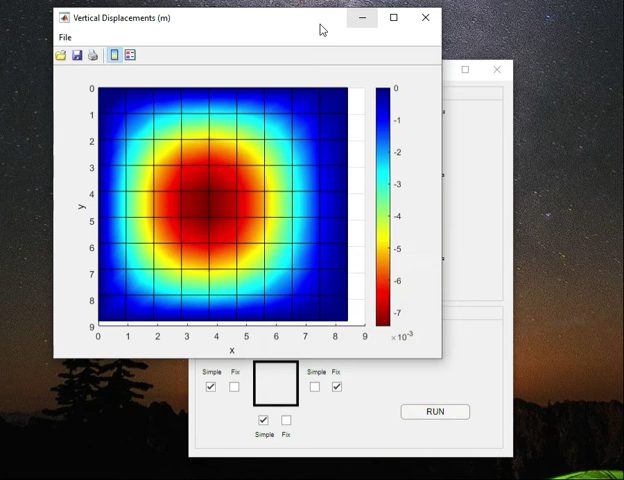 Vertical Displacements (m)
File
0
1
2
3
4
5
6
7
8
9
y
0 1 2 3 4 5 6 7 8 9
x
0
-1
-2
-3
-4
-5
-6
-7
×10⁻³
Simple Fix
Simple Fix
RUN
Simple Fix